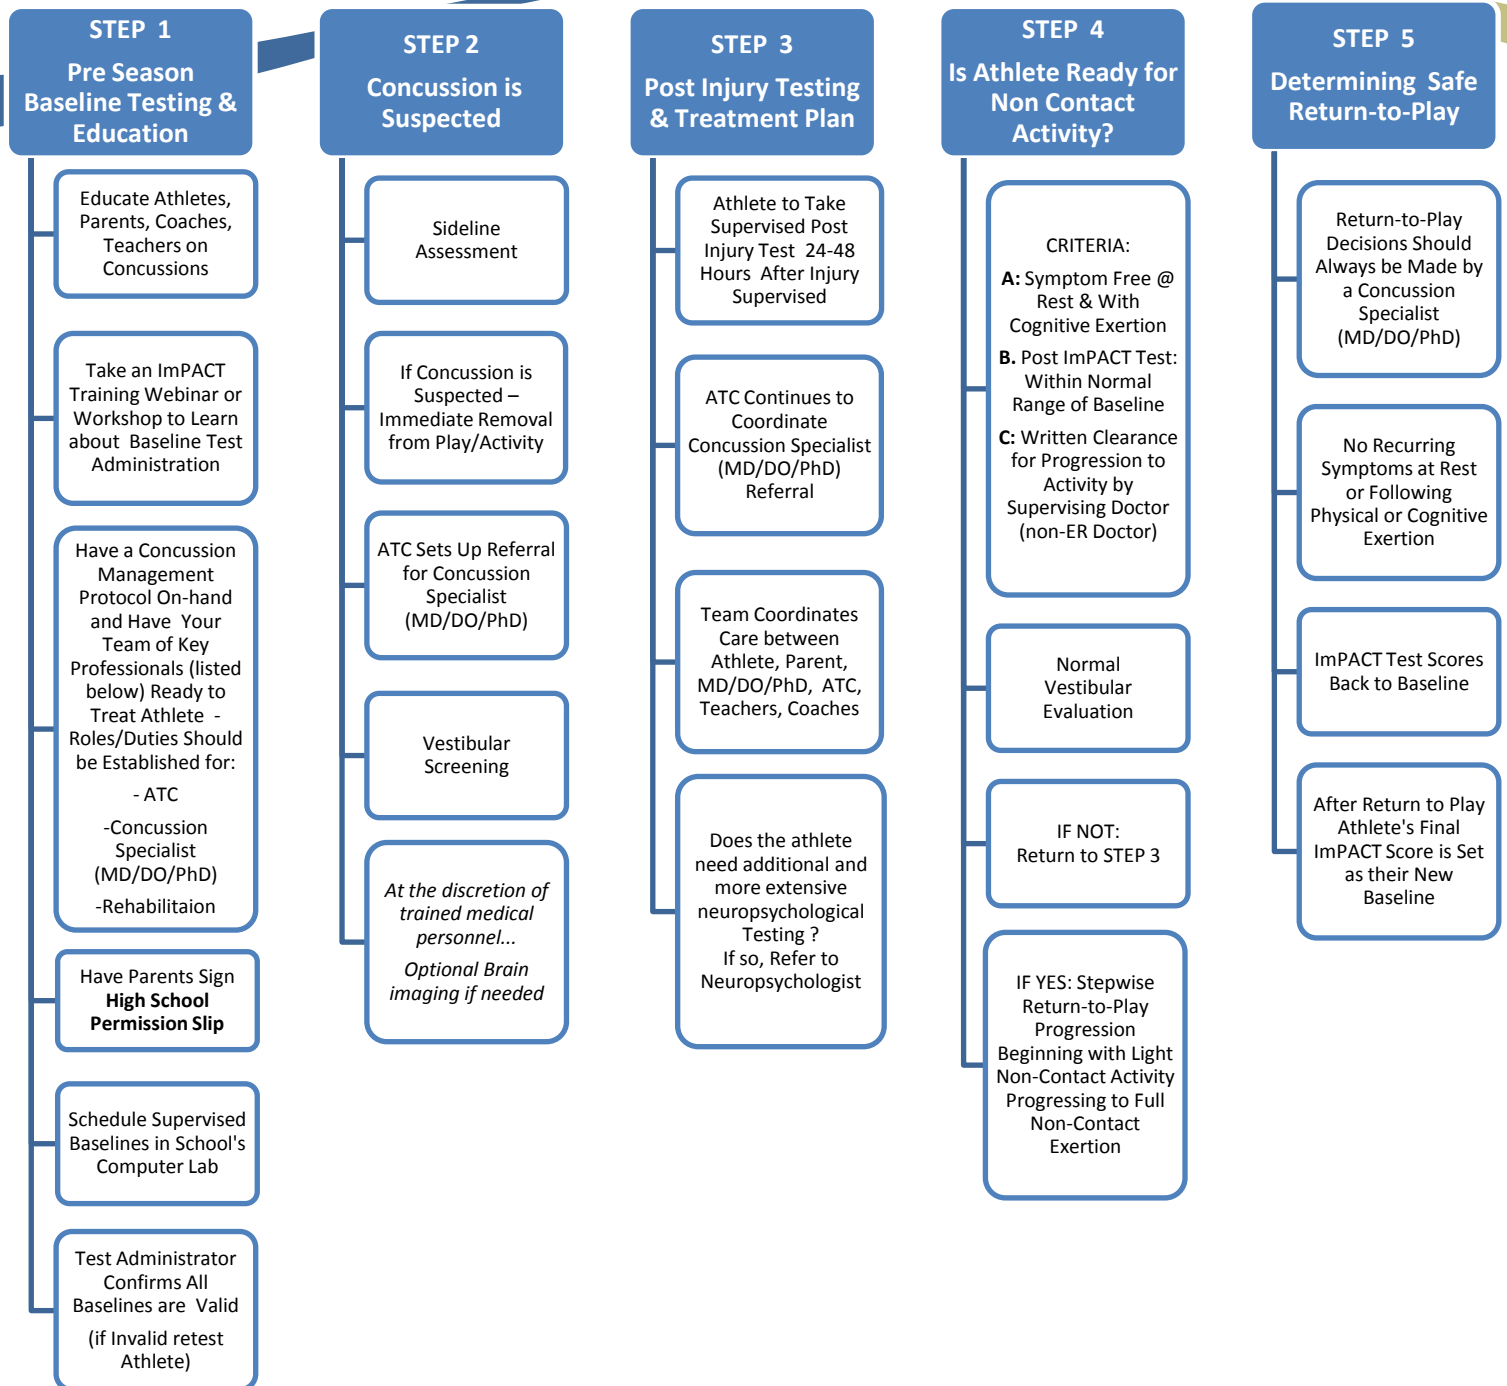 STEP 1
Pre Season
Baseline Testing &
Education
Educate Athletes,
Parents, Coaches,
Teachers on
Concussions
Take an ImPACT
Training Webinar or
Workshop to Learn
about Baseline Test
Administration
Have a Concussion
Management
Protocol On-hand
and Have Your
Team of Key
Professionals (listed
below) Ready to
Treat Athlete -
Roles/Duties Should
be Established for:
- ATC
-Concussion
Specialist
(MD/DO/PhD)
-Rehabilitaion
Have Parents Sign
High School
Permission Slip
Schedule Supervised
Baselines in School's
Computer Lab
Test Administrator
Confirms All
Baselines are Valid
(if Invalid retest
Athlete)
STEP 2
Concussion is
Suspected
Sideline
Assessment
If Concussion is
Suspected –
Immediate Removal
from Play/Activity
ATC Sets Up Referral
for Concussion
Specialist
(MD/DO/PhD)
Vestibular
Screening
At the discretion of
trained medical
personnel...
Optional Brain
imaging if needed
STEP 3
Post Injury Testing
& Treatment Plan
Athlete to Take
Supervised Post
Injury Test 24-48
Hours After Injury
Supervised
ATC Continues to
Coordinate
Concussion Specialist
(MD/DO/PhD)
Referral
Team Coordinates
Care between
Athlete, Parent,
MD/DO/PhD, ATC,
Teachers, Coaches
Does the athlete
need additional and
more extensive
neuropsychological
Testing ?
If so, Refer to
Neuropsychologist
STEP 4
Is Athlete Ready for
Non Contact
Activity?
CRITERIA:
A: Symptom Free @
Rest & With
Cognitive Exertion
B. Post ImPACT Test:
Within Normal
Range of Baseline
C: Written Clearance
for Progression to
Activity by
Supervising Doctor
(non-ER Doctor)
Normal
Vestibular
Evaluation
IF NOT:
Return to STEP 3
IF YES: Stepwise
Return-to-Play
Progression
Beginning with Light
Non-Contact Activity
Progressing to Full
Non-Contact
Exertion
STEP 5
Determining Safe
Return-to-Play
Return-to-Play
Decisions Should
Always be Made by
a Concussion
Specialist
(MD/DO/PhD)
No Recurring
Symptoms at Rest
or Following
Physical or Cognitive
Exertion
ImPACT Test Scores
Back to Baseline
After Return to Play
Athlete's Final
ImPACT Score is Set
as their New
Baseline